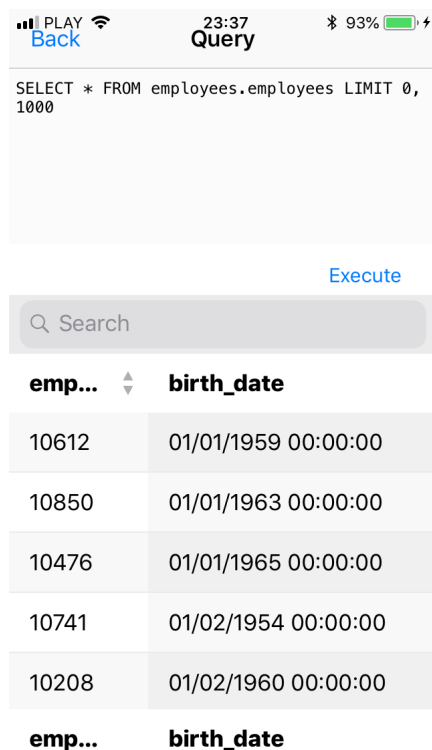 PLAY 23:37 93%
Back Query
SELECT * FROM employees.employees LIMIT 0,
1000
Execute
Search
emp... birth_date
10612 01/01/1959 00:00:00
10850 01/01/1963 00:00:00
10476 01/01/1965 00:00:00
10741 01/02/1954 00:00:00
10208 01/02/1960 00:00:00
emp... birth_date